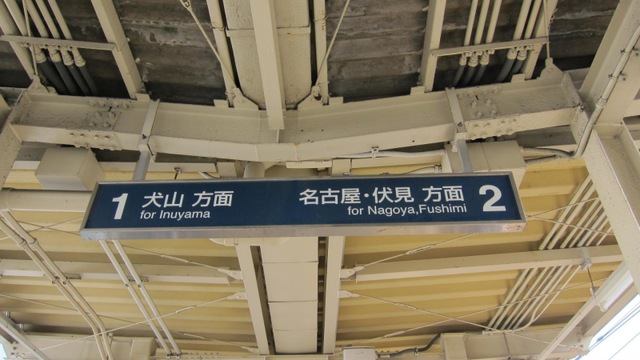 1 犬山 方面
for Inuyama
名古屋・伏見 方面 2
for Nagoya,Fushimi